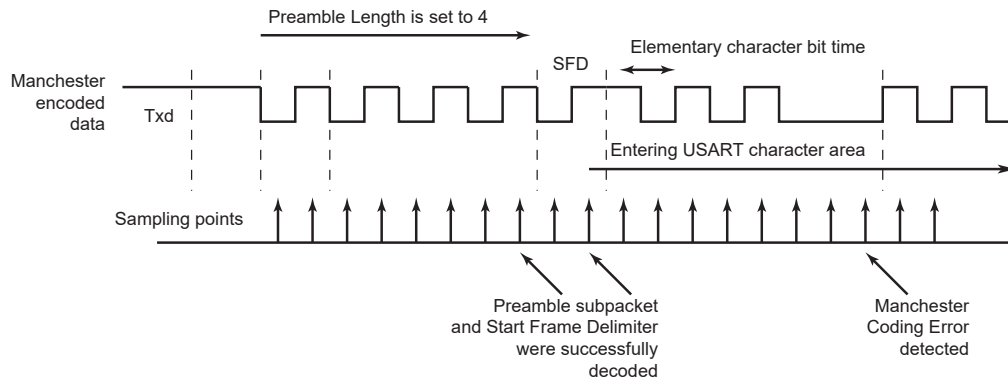 Preamble Length is set to 4
Elementary character bit time
SFD
Manchester
encoded
data
Txd
Entering USART character area
Sampling points
Preamble subpacket
and Start Frame Delimiter
were successfully
decoded
Manchester
Coding Error
detected